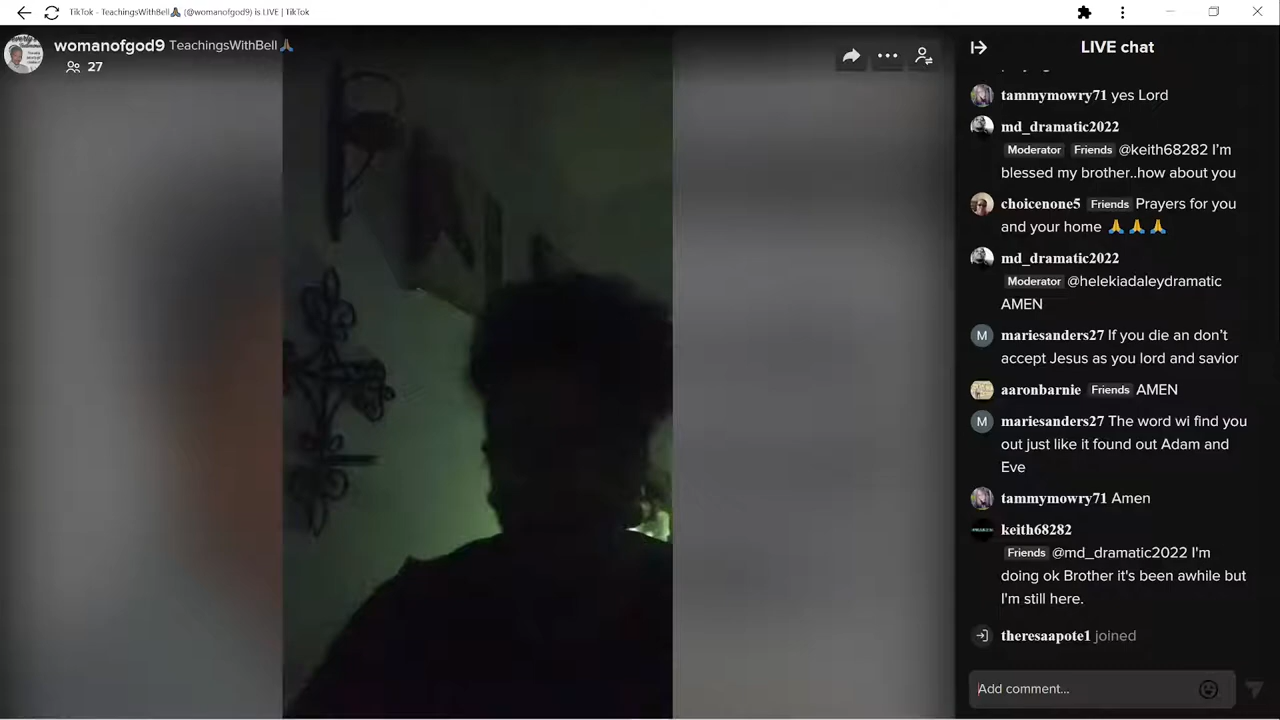 TikTok - TeachingsWithBell🙏 (@womanofgod9) is LIVE | TikTok
womanofgod9 TeachingsWithBell🙏
27
LIVE chat
tammymowry71 yes Lord
md_dramatic2022
Moderator Friends @keith68282 I'm
blessed my brother..how about you
choicenone5 Friends Prayers for you
and your home 🙏 🙏 🙏
md_dramatic2022
Moderator @helekiadaleydramatic
AMEN
M mariesanders27 If you die an don't
accept Jesus as you lord and savior
aaronbarnie Friends AMEN
M mariesanders27 The word wi find you
out just like it found out Adam and
Eve
tammymowry71 Amen
keith68282
Friends @md_dramatic2022 I'm
doing ok Brother it's been awhile but
I'm still here.
theresaapote1 joined
Add comment...